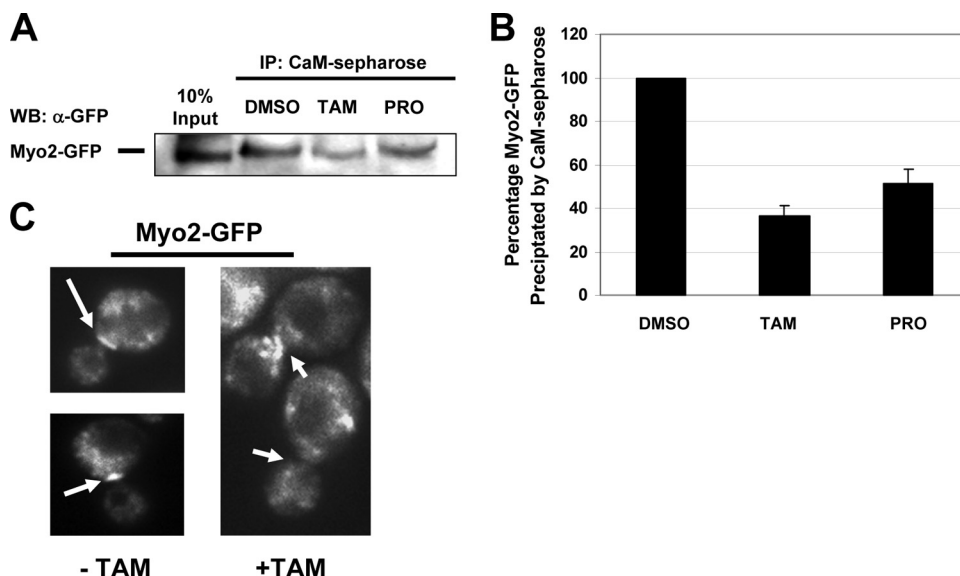 A
IP: CaM-sepharose
10%
Input
DMSO TAM PRO
WB: α-GFP
Myo2-GFP
B
Percentage Myo2-GFP
Preciptated by CaM-sepharose
120
100
80
60
40
20
0
DMSO TAM PRO
C
Myo2-GFP
- TAM
+TAM